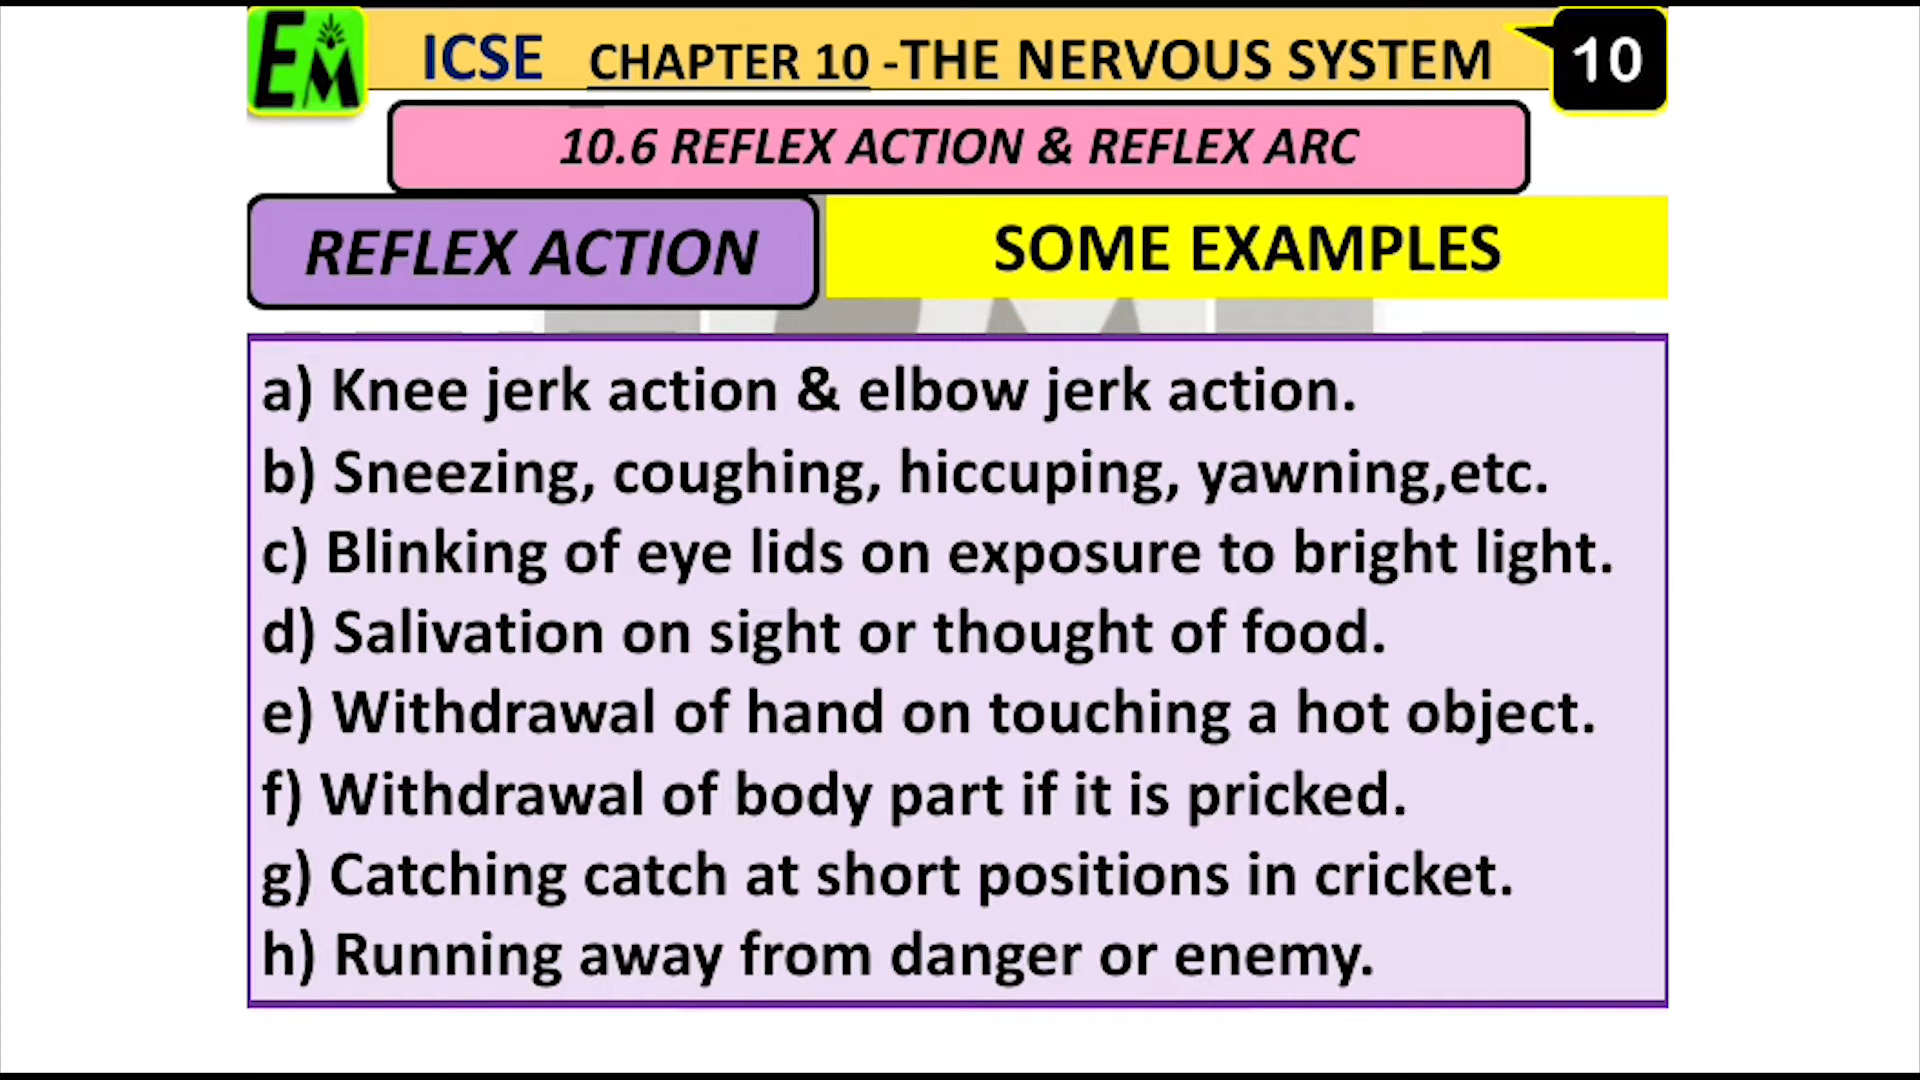 EM
ICSE CHAPTER 10 -THE NERVOUS SYSTEM 10
10.6 REFLEX ACTION & REFLEX ARC
REFLEX ACTION SOME EXAMPLES
a) Knee jerk action & elbow jerk action.
b) Sneezing, coughing, hiccuping, yawning,etc.
c) Blinking of eye lids on exposure to bright light.
d) Salivation on sight or thought of food.
e) Withdrawal of hand on touching a hot object.
f) Withdrawal of body part if it is pricked.
g) Catching catch at short positions in cricket.
h) Running away from danger or enemy.